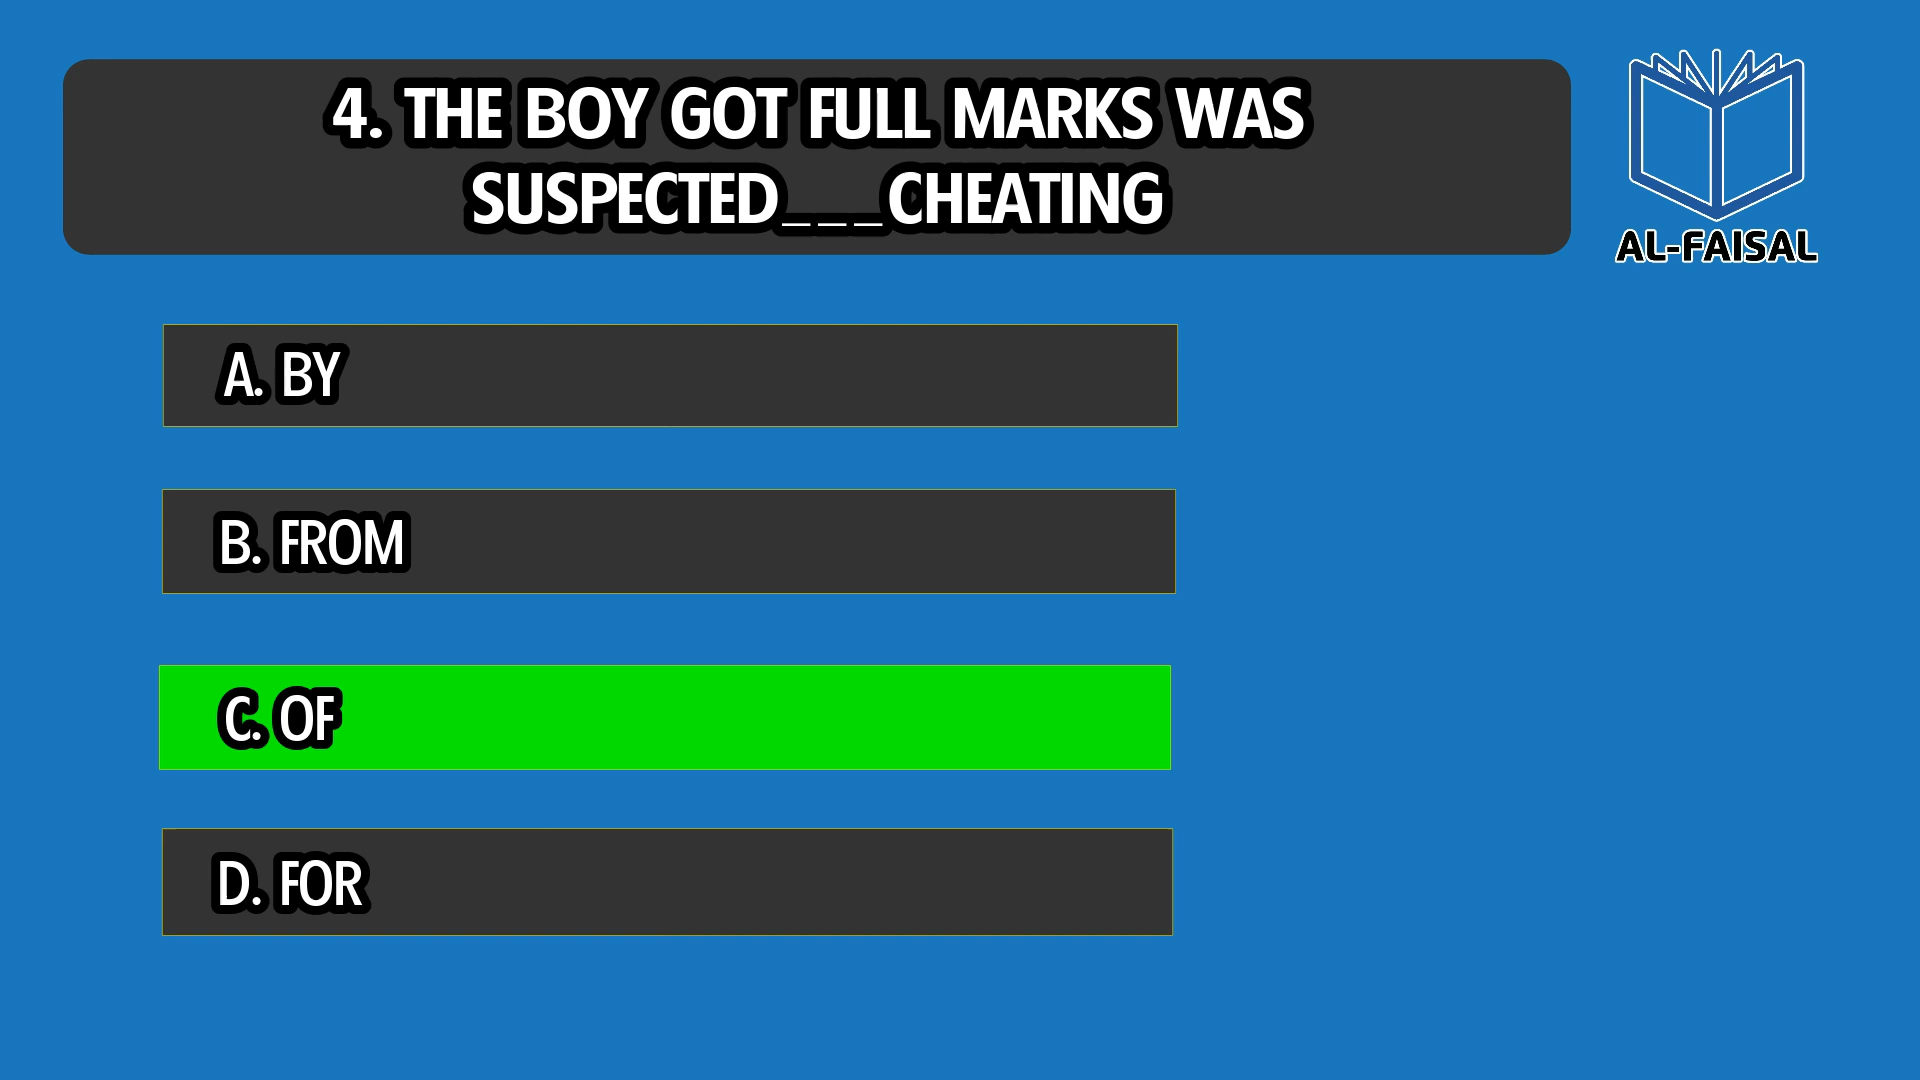 4. THE BOY GOT FULL MARKS WAS
SUSPECTED___CHEATING
AL-FAISAL
A. BY
B. FROM
C. OF
D. FOR